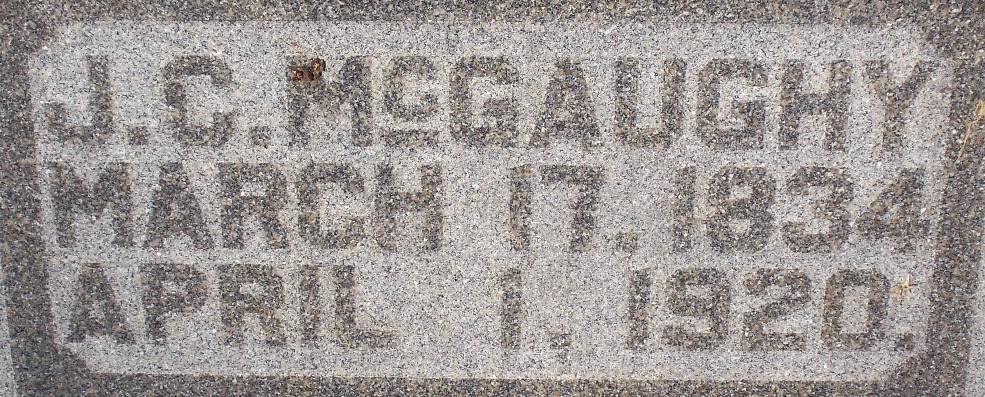 J.C. McGAUGHY
MARCH 17. 1834
APRIL 1, 1920.